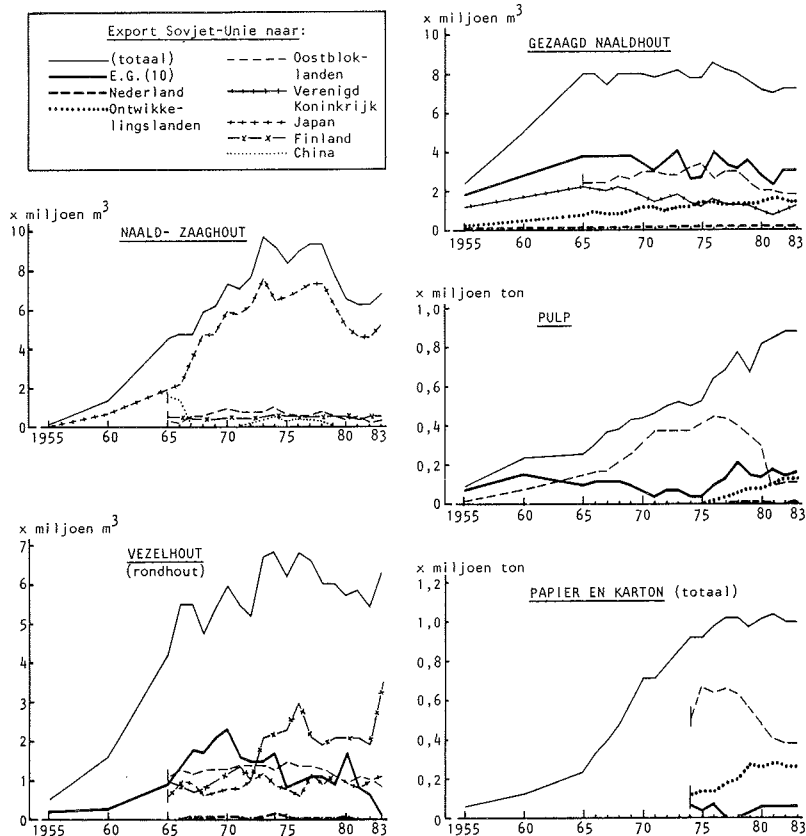 Export Sovjet-Unie naar:
(totaal)
E.G.(10)
Nederland
Ontwikke-
lingslanden
Oostblok-
landen
Verenigd
Koninkrijk
Japan
Finland
China
x miljoen m3
GEZAAGD NAALDHOUT
10
8
6
4
2
0
1955 60 65 70 75 80 83
x miljoen m3
NAALD- ZAAGHOUT
10
8
6
4
2
0
1955 60 65 70 75 80 83
x miljoen ton
PULP
1,0
0,8
0,6
0,4
0,2
0
1955 60 65 70 75 80 83
x miljoen m3
VEZELHOUT
(rondhout)
7
6
5
4
3
2
1
0
1955 60 65 70 75 80 83
x miljoen ton
PAPIER EN KARTON (totaal)
1,2
1,0
0,8
0,6
0,4
0,2
0
1955 60 65 70 75 80 83